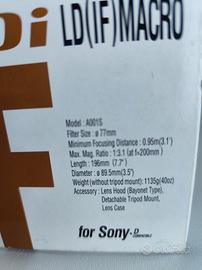 Di LD(IF)MACRO
Model : A001S
Filter Size : ø 77mm
Minimum Focusing Distance : 0.95m(3.1')
Max. Mag. Ratio : 1:3.1 (at f=200mm)
Length : 196mm (7.7")
Diameter : ø 89.5mm(3.5")
Weight (without tripod mount) : 1135g(40oz)
Accessory : Lens Hood (Bayonet Type),
Detachable Tripod Mount,
Lens Case
for Sony-D